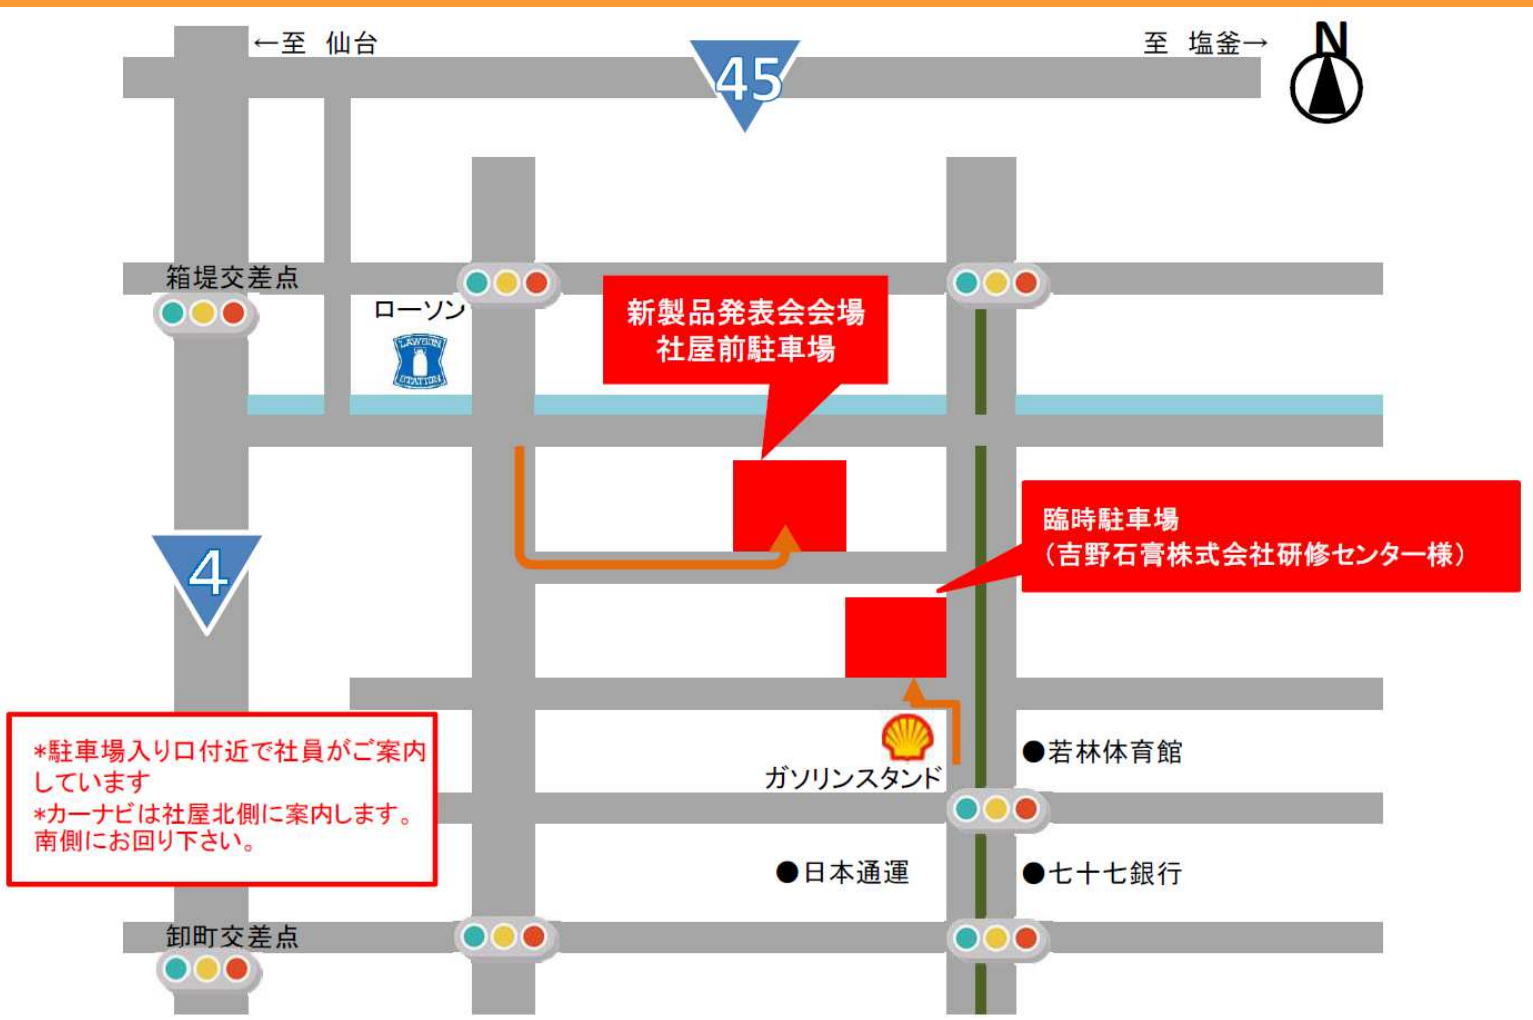 ←至 仙台
45
至 塩釜→
N
箱堤交差点
ローソン
LAWSON
STATION
新製品発表会会場
社屋前駐車場
臨時駐車場
（吉野石膏株式会社研修センター様）
4
*駐車場入り口付近で社員がご案内
しています
*カーナビは社屋北側に案内します。
南側にお回り下さい。
ガソリンスタンド
●若林体育館
●日本通運
●七十七銀行
卸町交差点